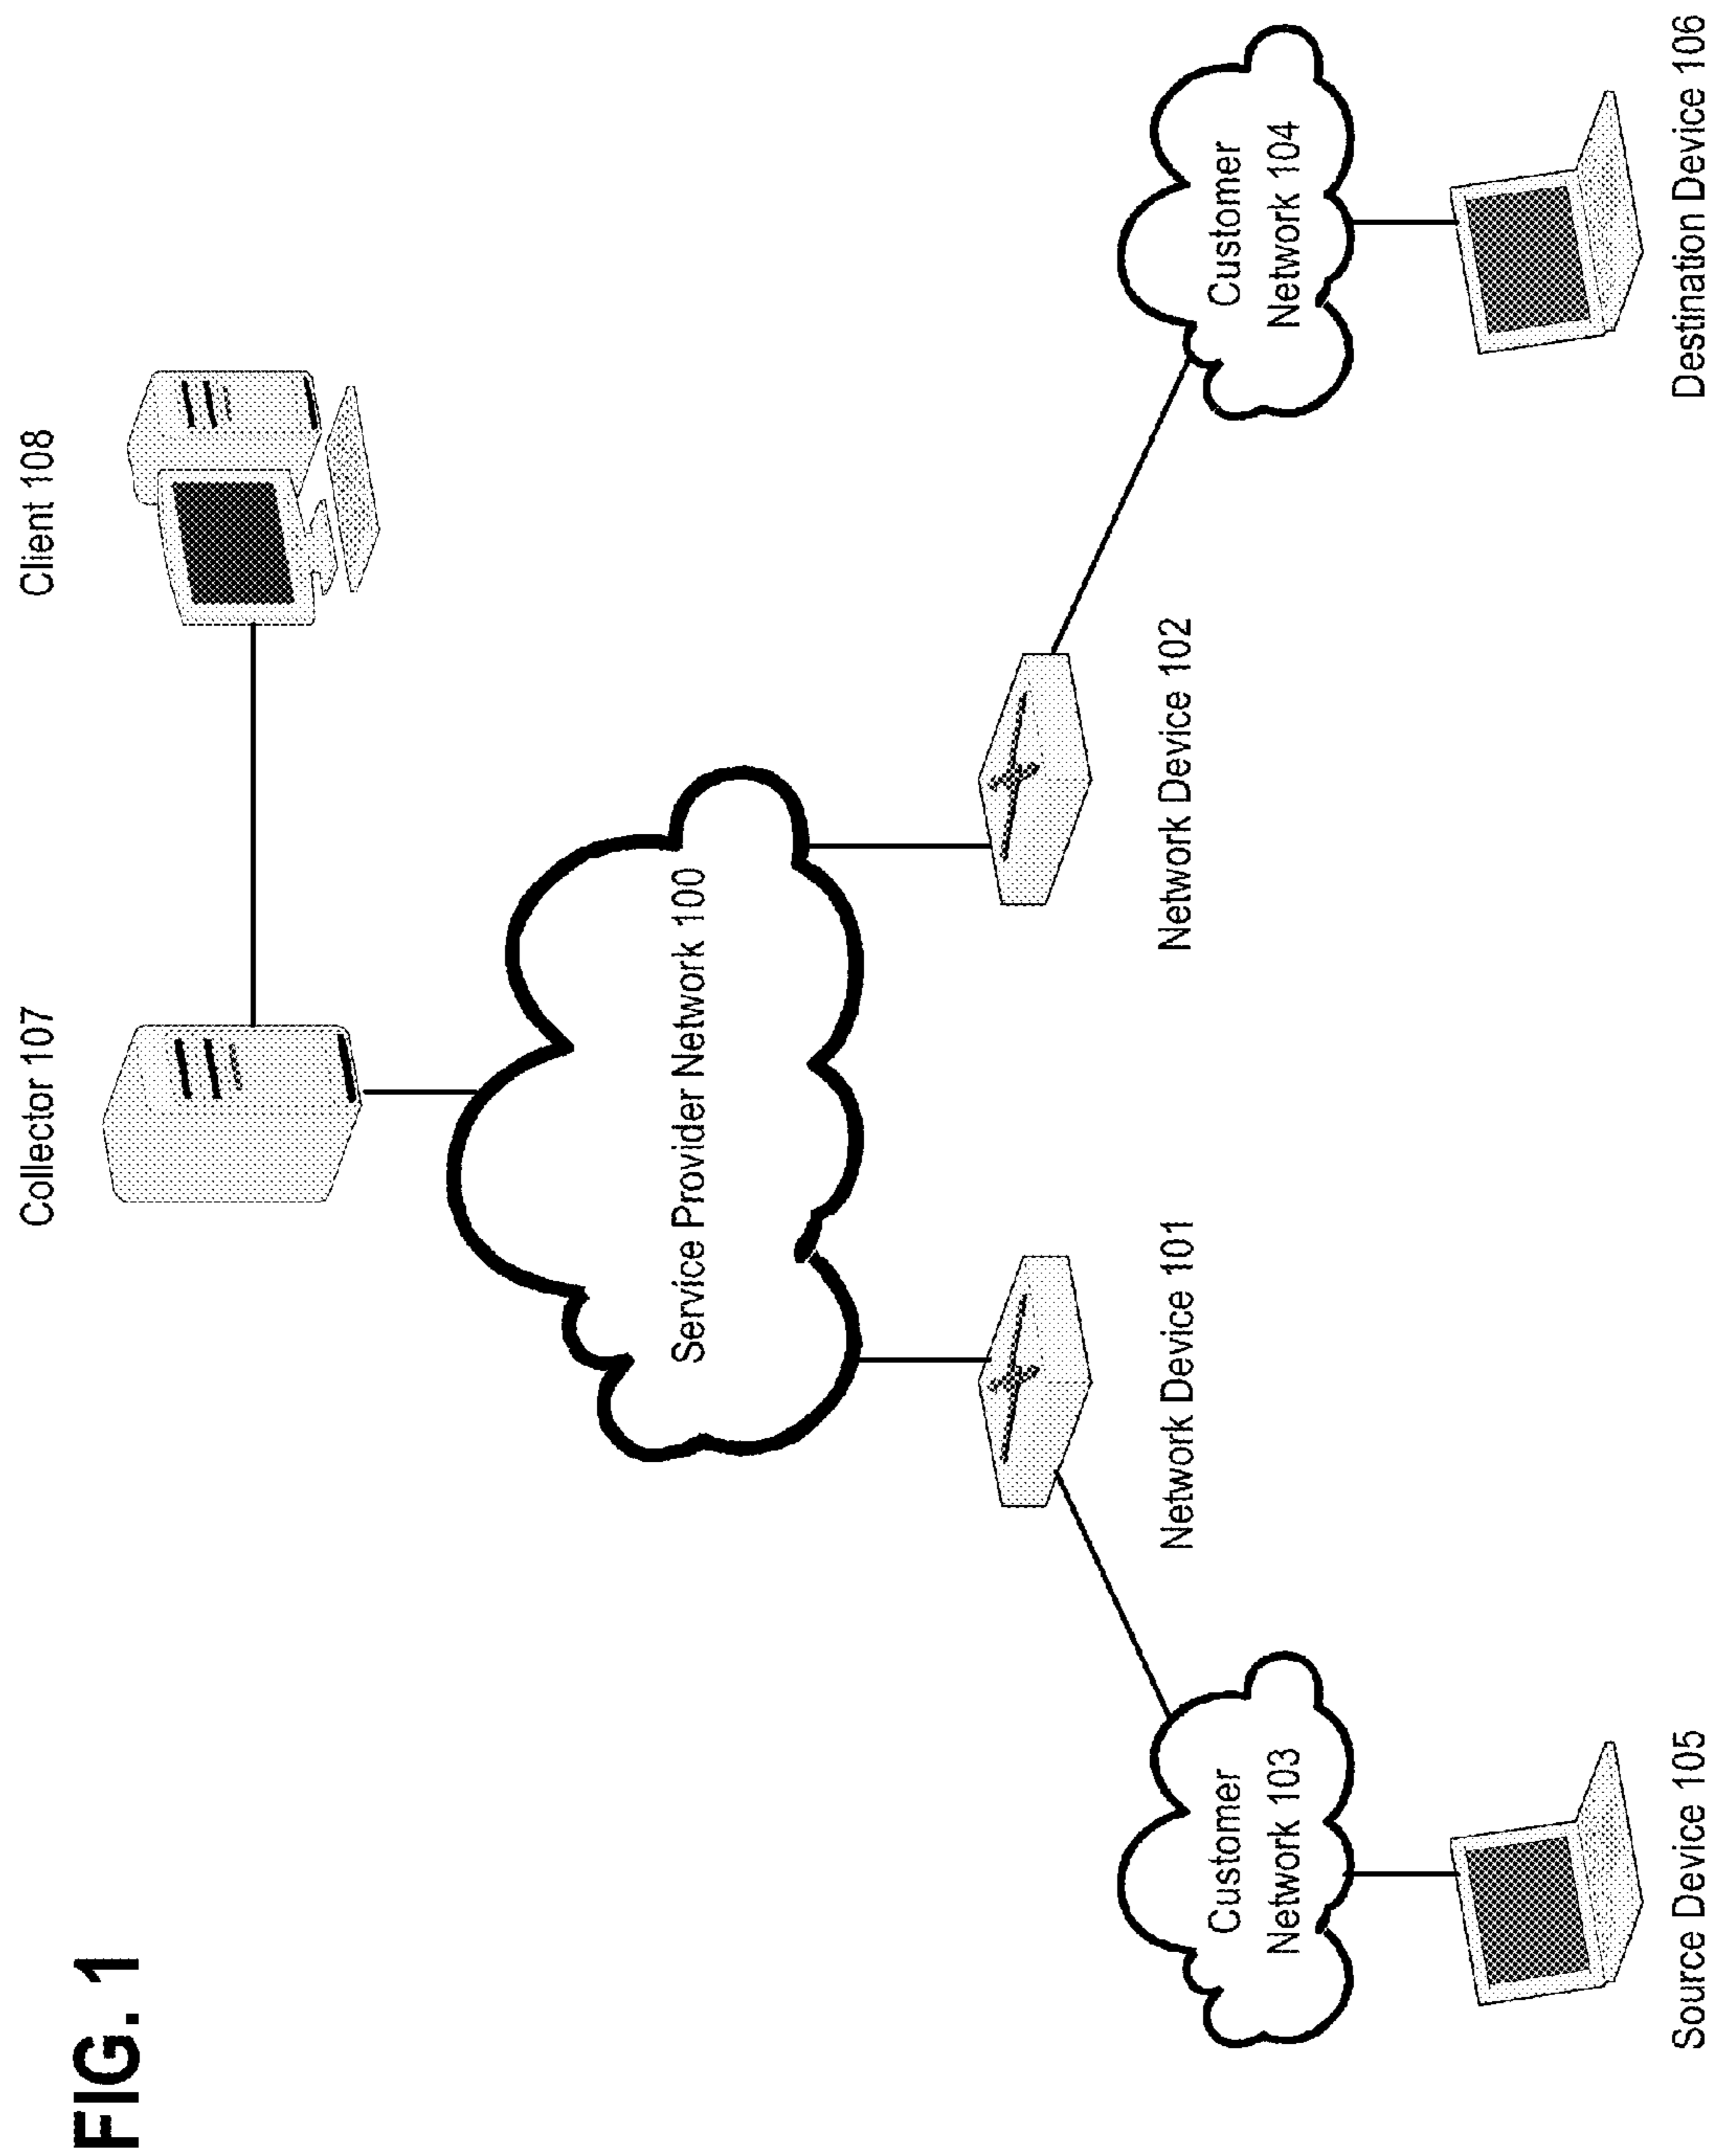 FIG. 1
Collector 107
Client 108
Service Provider Network 100
Network Device 101
Network Device 102
Customer
Network 103
Customer
Network 104
Source Device 105
Destination Device 106